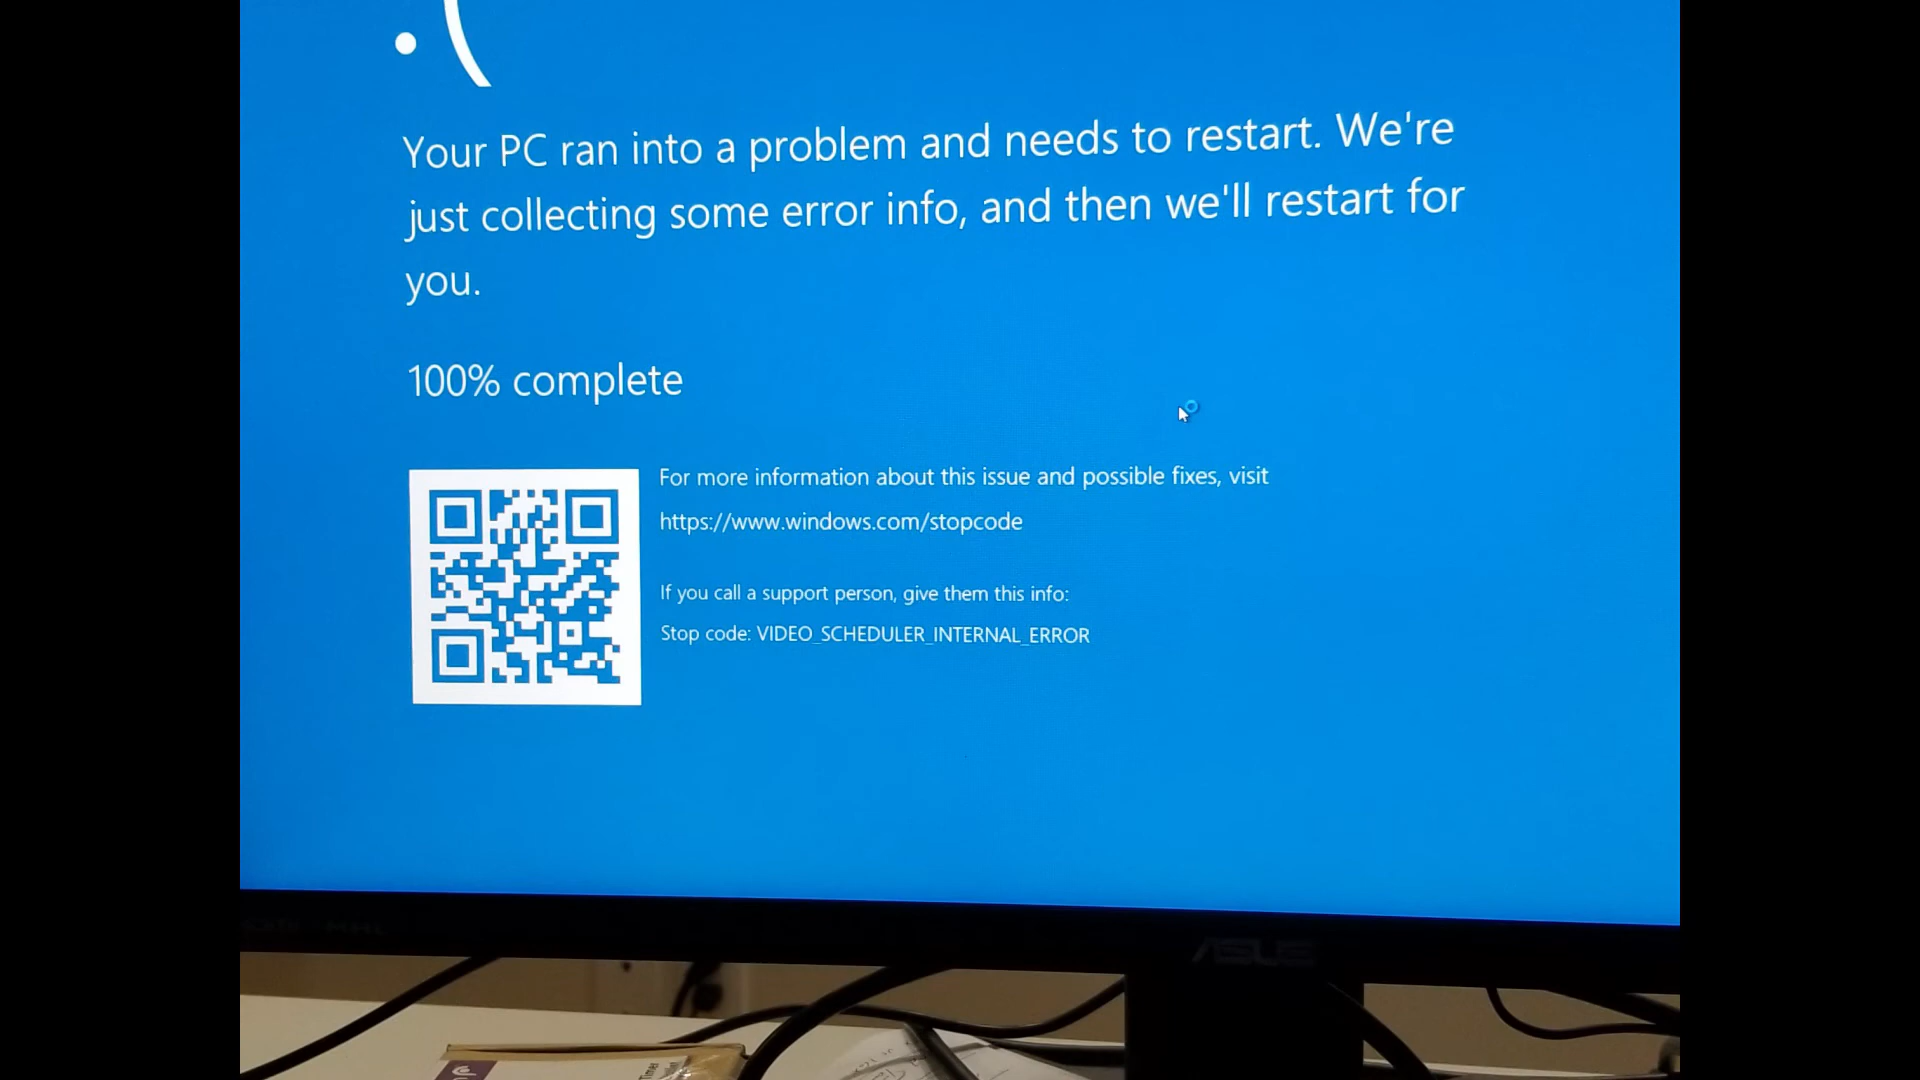 :(
Your PC ran into a problem and needs to restart. We're
just collecting some error info, and then we'll restart for
you.
100% complete
For more information about this issue and possible fixes, visit
https://www.windows.com/stopcode
If you call a support person, give them this info:
Stop code: VIDEO_SCHEDULER_INTERNAL_ERROR
ASUS
Timer